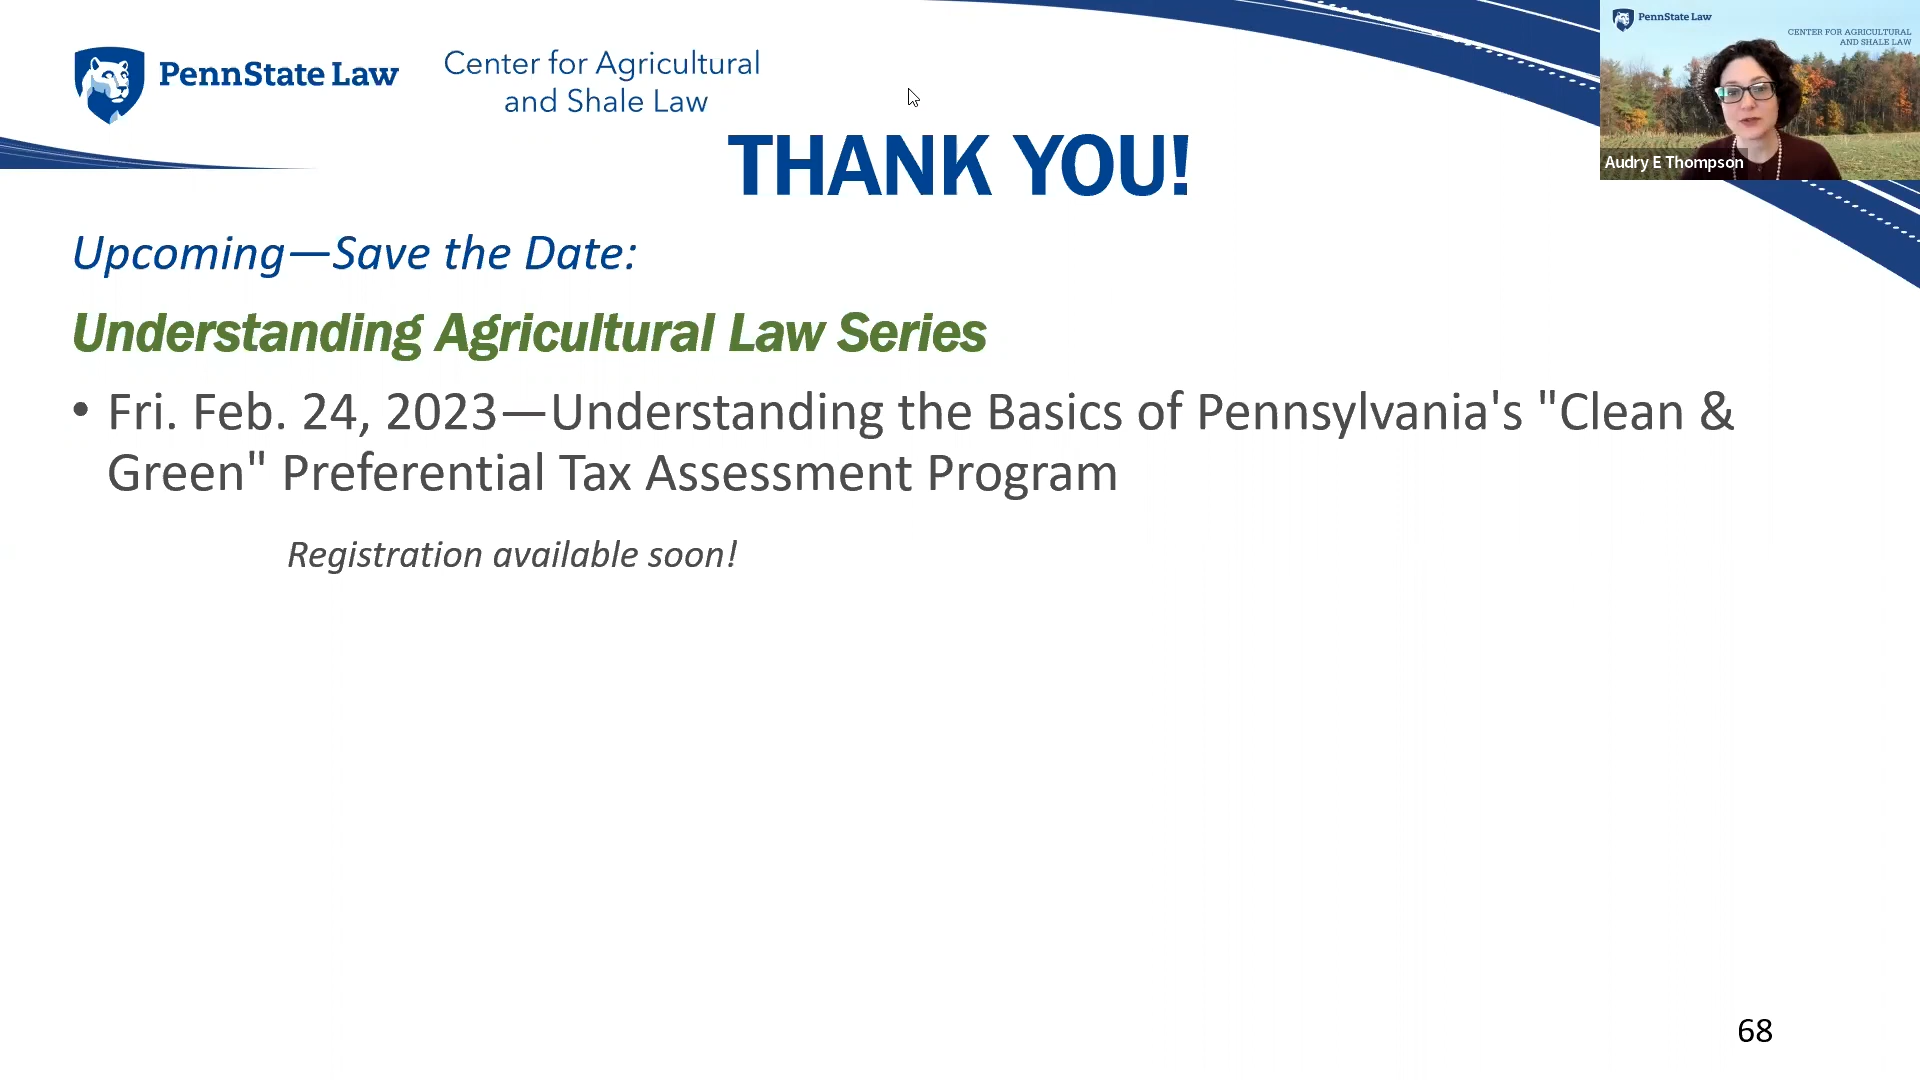 PennState Law
Center for Agricultural
and Shale Law
PennState Law
CENTER FOR AGRICULTURAL
AND SHALE LAW
Audry E Thompson
THANK YOU!
Upcoming—Save the Date:
Understanding Agricultural Law Series
• Fri. Feb. 24, 2023—Understanding the Basics of Pennsylvania's "Clean &
Green" Preferential Tax Assessment Program
Registration available soon!
68